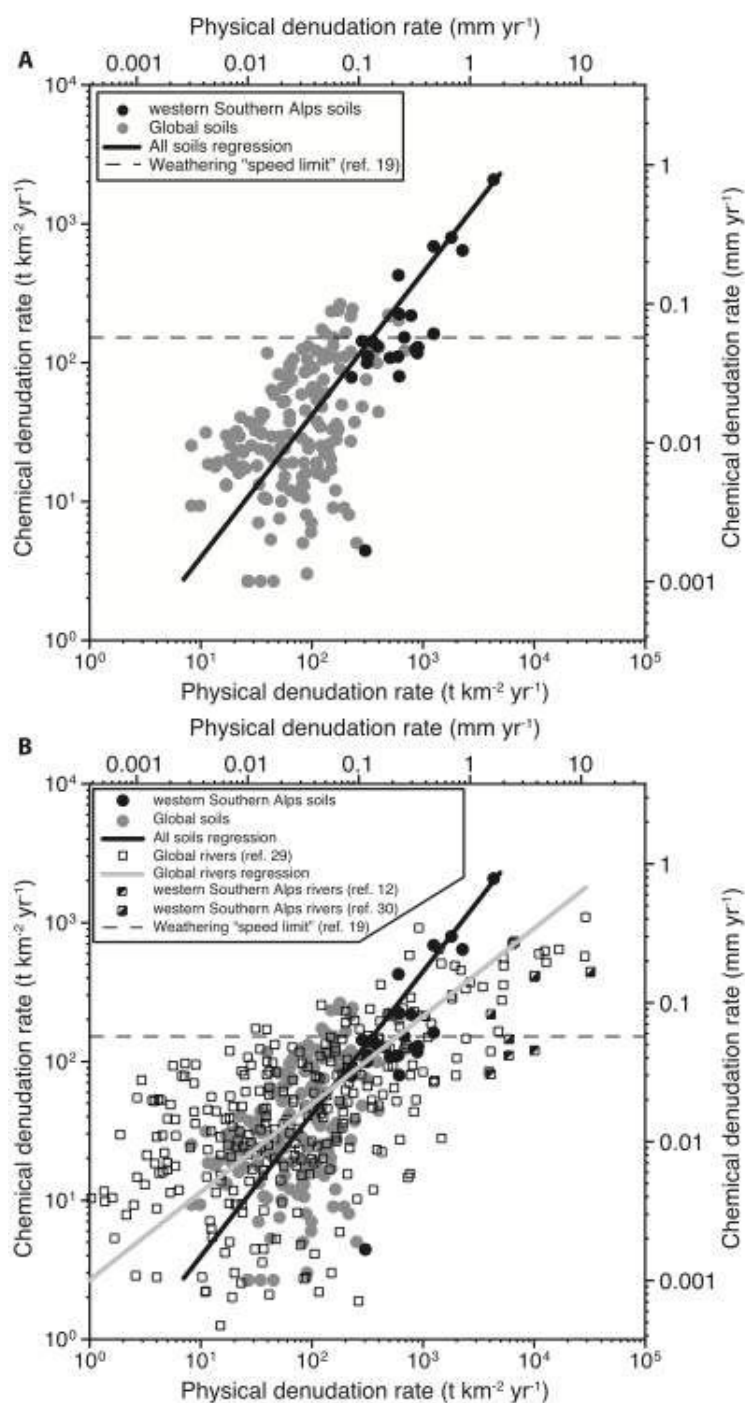 Physical denudation rate (mm yr⁻¹)
A
0.001 0.01 0.1 1 10
10⁴
western Southern Alps soils
Global soils
All soils regression
Weathering "speed limit" (ref. 19)
1
10³
0.1
10²
0.01
10¹
0.001
10⁰
Chemical denudation rate (t km⁻² yr⁻¹)
Chemical denudation rate (mm yr⁻¹)
10⁰ 10¹ 10² 10³ 10⁴ 10⁵
Physical denudation rate (t km⁻² yr⁻¹)
Physical denudation rate (mm yr⁻¹)
B
0.001 0.01 0.1 1 10
10⁴
western Southern Alps soils
Global soils
All soils regression
Global rivers (ref. 29)
Global rivers regression
western Southern Alps rivers (ref. 12)
western Southern Alps rivers (ref. 30)
Weathering "speed limit" (ref. 19)
1
10³
0.1
10²
0.01
10¹
0.001
10⁰
Chemical denudation rate (t km⁻² yr⁻¹)
Chemical denudation rate (mm yr⁻¹)
10⁰ 10¹ 10² 10³ 10⁴ 10⁵
Physical denudation rate (t km⁻² yr⁻¹)